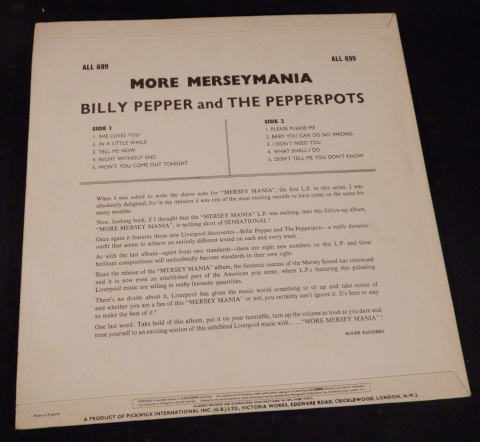 ALL 699
ALL 699
MORE MERSEYMANIA
BILLY PEPPER and THE PEPPERPOTS
SIDE 1
1. SHE LOVES YOU
2. IN A LITTLE WHILE
3. TELL ME NOW
4. NIGHT WITHOUT END
5. WON'T YOU COME OUT TONIGHT
SIDE 2
1. PLEASE PLEASE ME
2. BABY YOU CAN DO NO WRONG
3. I DON'T NEED YOU
4. WHAT SHALL I DO
5. DON'T TELL ME YOU DON'T KNOW
When I was asked to write the sleeve note for "MERSEY MANIA", the first L.P. in this series, I was
absolutely delighted, for in my opinion it was one of the most exciting records to have come on the scene for
many months.
Now, looking back, if I thought that the "MERSEY MANIA" L.P. was exciting, then this follow-up album,
"MORE MERSEY MANIA", is nothing short of SENSATIONAL!
Once again it features those new Liverpool discoveries—Billy Pepper and The Pepperpots—a really dynamic
outfit that seems to achieve an entirely different sound on each and every track.
As with the last album—apart from two standards—there are eight new numbers on this L.P. and these
brilliant compositions will undoubtedly become standards in their own right.
Since the release of the "MERSEY MANIA" album, the fantastic success of the Mersey Sound has continued
and it is now even an established part of the American pop scene, where L.P.s featuring this pulsating
Liverpool music are selling in really fantastic quantities.
There's no doubt about it, Liverpool has given the music world something to sit up and take notice of
and whether you are a fan of this "MERSEY MANIA" or not, you certainly can't ignore it. It's here to stay
so make the best of it!
One last word: Take hold of this album, put it on your turntable, turn up the volume as loud as you dare and
treat yourself to an exciting session of this unhibited Liverpool music with . . . . "MORE MERSEY MANIA"!
ROGER EASTERBY
Made in England
A PRODUCT OF PICKWICK INTERNATIONAL INC. (G.B.) LTD., VICTORIA WORKS, EDGWARE ROAD, CRICKLEWOOD, LONDON, N.W.2.